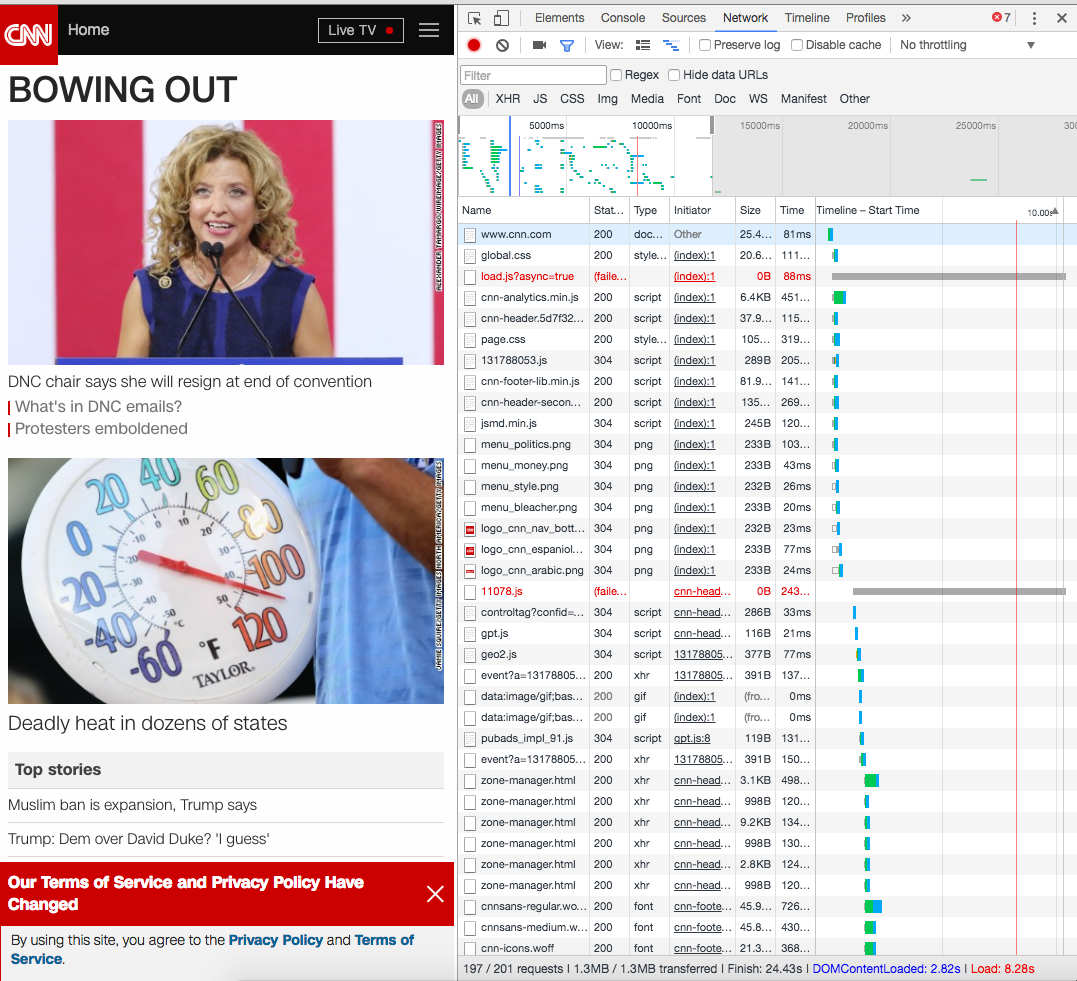 CNN
Home
Live TV
BOWING OUT
ALEXANDER TAMARGO/WIREIMAGE/GETTY IMAGES
DNC chair says she will resign at end of convention
What's in DNC emails?
Protesters emboldened
JAMIE SQUIRE/GETTY IMAGES NORTH AMERICA/GETTY IMAGES
-60 -40 -20 0 20 40 60 80 100 120
°F
°C
TAYLOR
Deadly heat in dozens of states
Top stories
Muslim ban is expansion, Trump says
Trump: Dem over David Duke? 'I guess'
Our Terms of Service and Privacy Policy Have
Changed
By using this site, you agree to the Privacy Policy and Terms of
Service.
Elements Console Sources Network Timeline Profiles » 7
View: Preserve log Disable cache No throttling
Filter Regex Hide data URLs
All XHR JS CSS Img Media Font Doc WS Manifest Other
5000ms 10000ms 15000ms 20000ms 25000ms 300
Name Stat... Type Initiator Size Time Timeline – Start Time 10.00s
www.cnn.com 200 doc... Other 25.4... 81ms
global.css 200 style... (index):1 20.6... 111...
load.js?async=true (faile... (index):1 0B 88ms
cnn-analytics.min.js 200 script (index):1 6.4KB 451...
cnn-header.5d7f32... 200 script (index):1 37.9... 115...
page.css 200 style... (index):1 105... 319...
131788053.js 304 script (index):1 289B 205...
cnn-footer-lib.min.js 200 script (index):1 81.9... 141...
cnn-header-secon... 200 script (index):1 135... 269...
jsmd.min.js 304 script (index):1 245B 120...
menu_politics.png 304 png (index):1 233B 103...
menu_money.png 304 png (index):1 233B 43ms
menu_style.png 304 png (index):1 232B 26ms
menu_bleacher.png 304 png (index):1 233B 20ms
logo_cnn_nav_bott... 304 png (index):1 232B 23ms
logo_cnn_espaniol... 304 png (index):1 233B 77ms
logo_cnn_arabic.png 304 png (index):1 233B 24ms
11078.js (faile... cnn-head... 0B 243...
controltag?confid=... 304 script cnn-head... 286B 33ms
gpt.js 304 script cnn-head... 116B 21ms
geo2.js 304 script 13178805... 377B 77ms
event?a=13178805... 200 xhr 13178805... 391B 137...
data:image/gif;bas... 200 gif (index):1 (fro... 0ms
data:image/gif;bas... 200 gif (index):1 (fro... 0ms
pubads_impl_91.js 304 script gpt.js:8 119B 131...
event?a=13178805... 200 xhr 13178805... 391B 150...
zone-manager.html 200 xhr cnn-head... 3.1KB 498...
zone-manager.html 200 xhr cnn-head... 998B 120...
zone-manager.html 200 xhr cnn-head... 9.2KB 134...
zone-manager.html 200 xhr cnn-head... 998B 130...
zone-manager.html 200 xhr cnn-head... 2.8KB 124...
zone-manager.html 200 xhr cnn-head... 998B 120...
cnnsans-regular.wo... 200 font cnn-foote... 45.9... 726...
cnnsans-medium.w... 200 font cnn-foote... 45.8... 430...
cnn-icons.woff 200 font cnn-foote... 21.3... 368...
197 / 201 requests | 1.3MB / 1.3MB transferred | Finish: 24.43s | DOMContentLoaded: 2.82s | Load: 8.28s